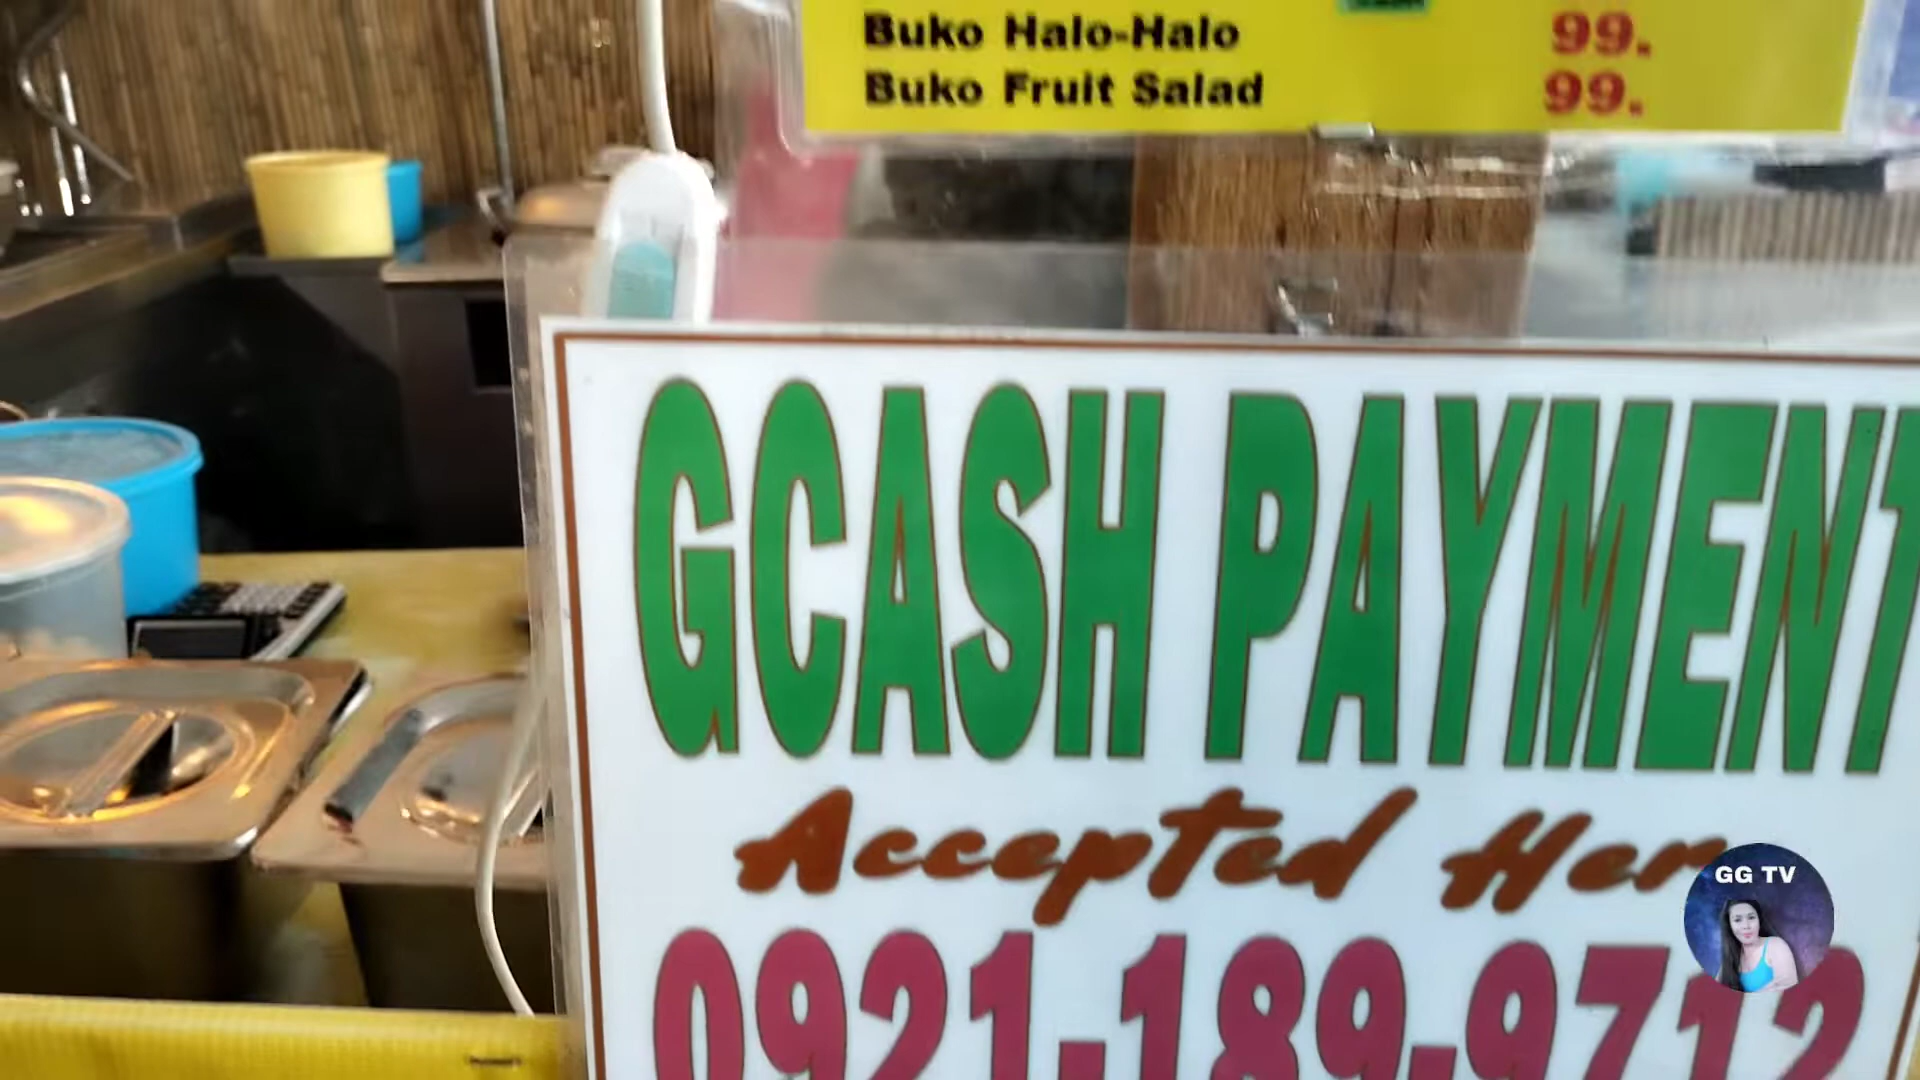 Buko Halo-Halo 99.
Buko Fruit Salad 99.
GCASH PAYMENT
Accepted Her
0921-189-9712
GG TV